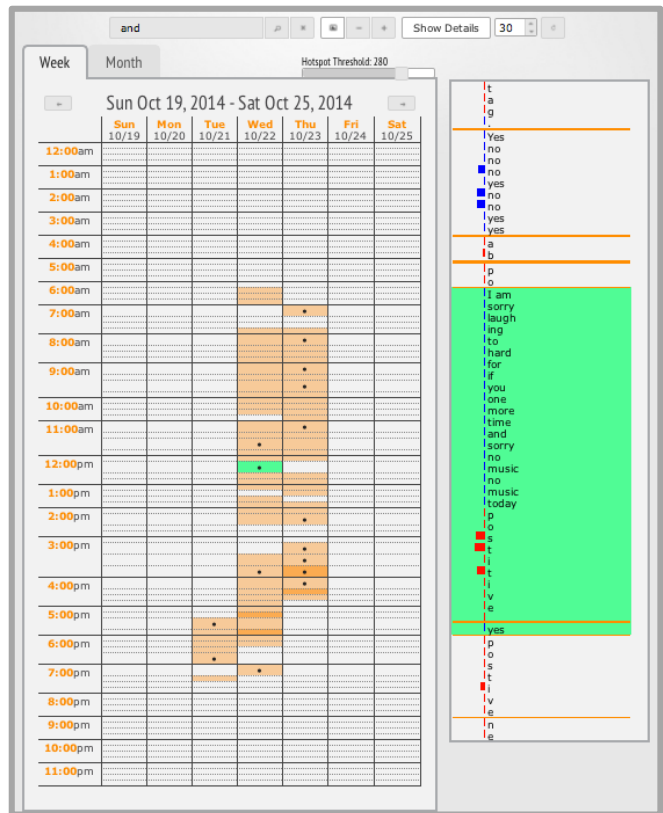 and
Show Details
30
Week
Month
Hotspot Threshold: 280
Sun Oct 19, 2014 - Sat Oct 25, 2014
Sun Mon Tue Wed Thu Fri Sat
10/19 10/20 10/21 10/22 10/23 10/24 10/25
12:00am
1:00am
2:00am
3:00am
4:00am
5:00am
6:00am
7:00am
8:00am
9:00am
10:00am
11:00am
12:00pm
1:00pm
2:00pm
3:00pm
4:00pm
5:00pm
6:00pm
7:00pm
8:00pm
9:00pm
10:00pm
11:00pm
t
a
g
.
Yes
no
no
no
yes
no
no
yes
yes
a
b
p
o
I am
sorry
laugh
ing
to
hard
for
if
you
one
more
time
and
sorry
no
music
no
music
today
p
o
s
t
i
t
i
v
e
yes
p
o
s
t
i
v
e
n
e